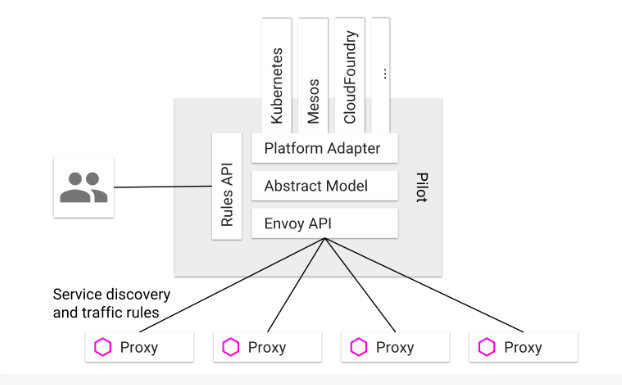 Kubernetes
Mesos
CloudFoundry
...
Platform Adapter
Rules API
Abstract Model
Pilot
Envoy API
Service discovery
and traffic rules
Proxy
Proxy
Proxy
Proxy